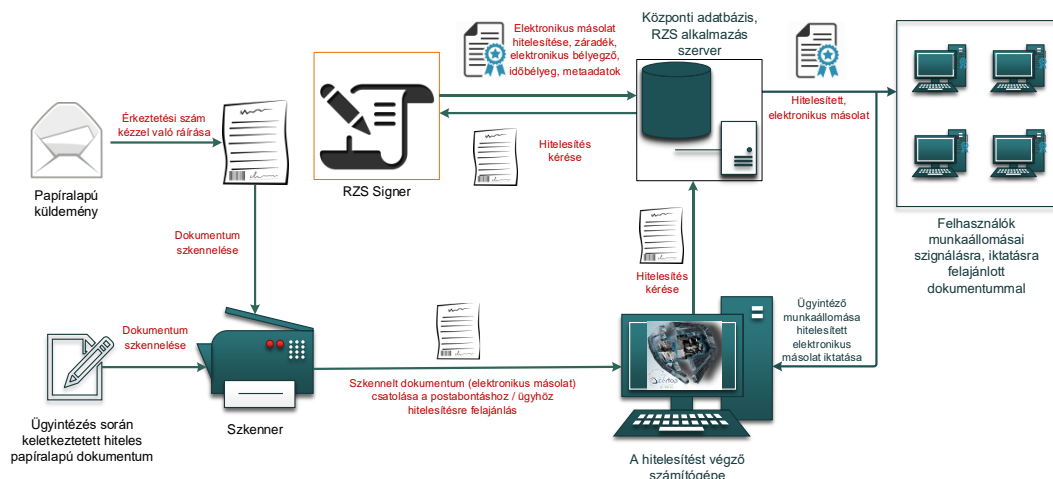 Elektronikus másolat
hitelesítése, záradék,
elektronikus bélyegző,
időbélyeg, metaadatok
Központi adatbázis,
RZS alkalmazás
szerver
Érkeztetési szám
kézzel való ráírása
Hitelesített,
elektronikus másolat
Hitelesítés
kérése
Papíralapú
küldemény
RZS Signer
Felhasználók
munkaállomásai
szignálásra, iktatásra
felajánlott
dokumentummal
Dokumentum
szkennelése
Hitelesítés
kérése
Ügyintéző
munkaállomása
hitelesített
elektronikus
másolat iktatása
Dokumentum
szkennelése
Szkennelt dokumentum (elektronikus másolat)
csatolása a postabontáshoz / ügyhöz
hitelesítésre felajánlás
Szkenner
Ügyintézés során
keletkeztetett hiteles
papíralapú dokumentum
A hitelesítést végző
számítógépe